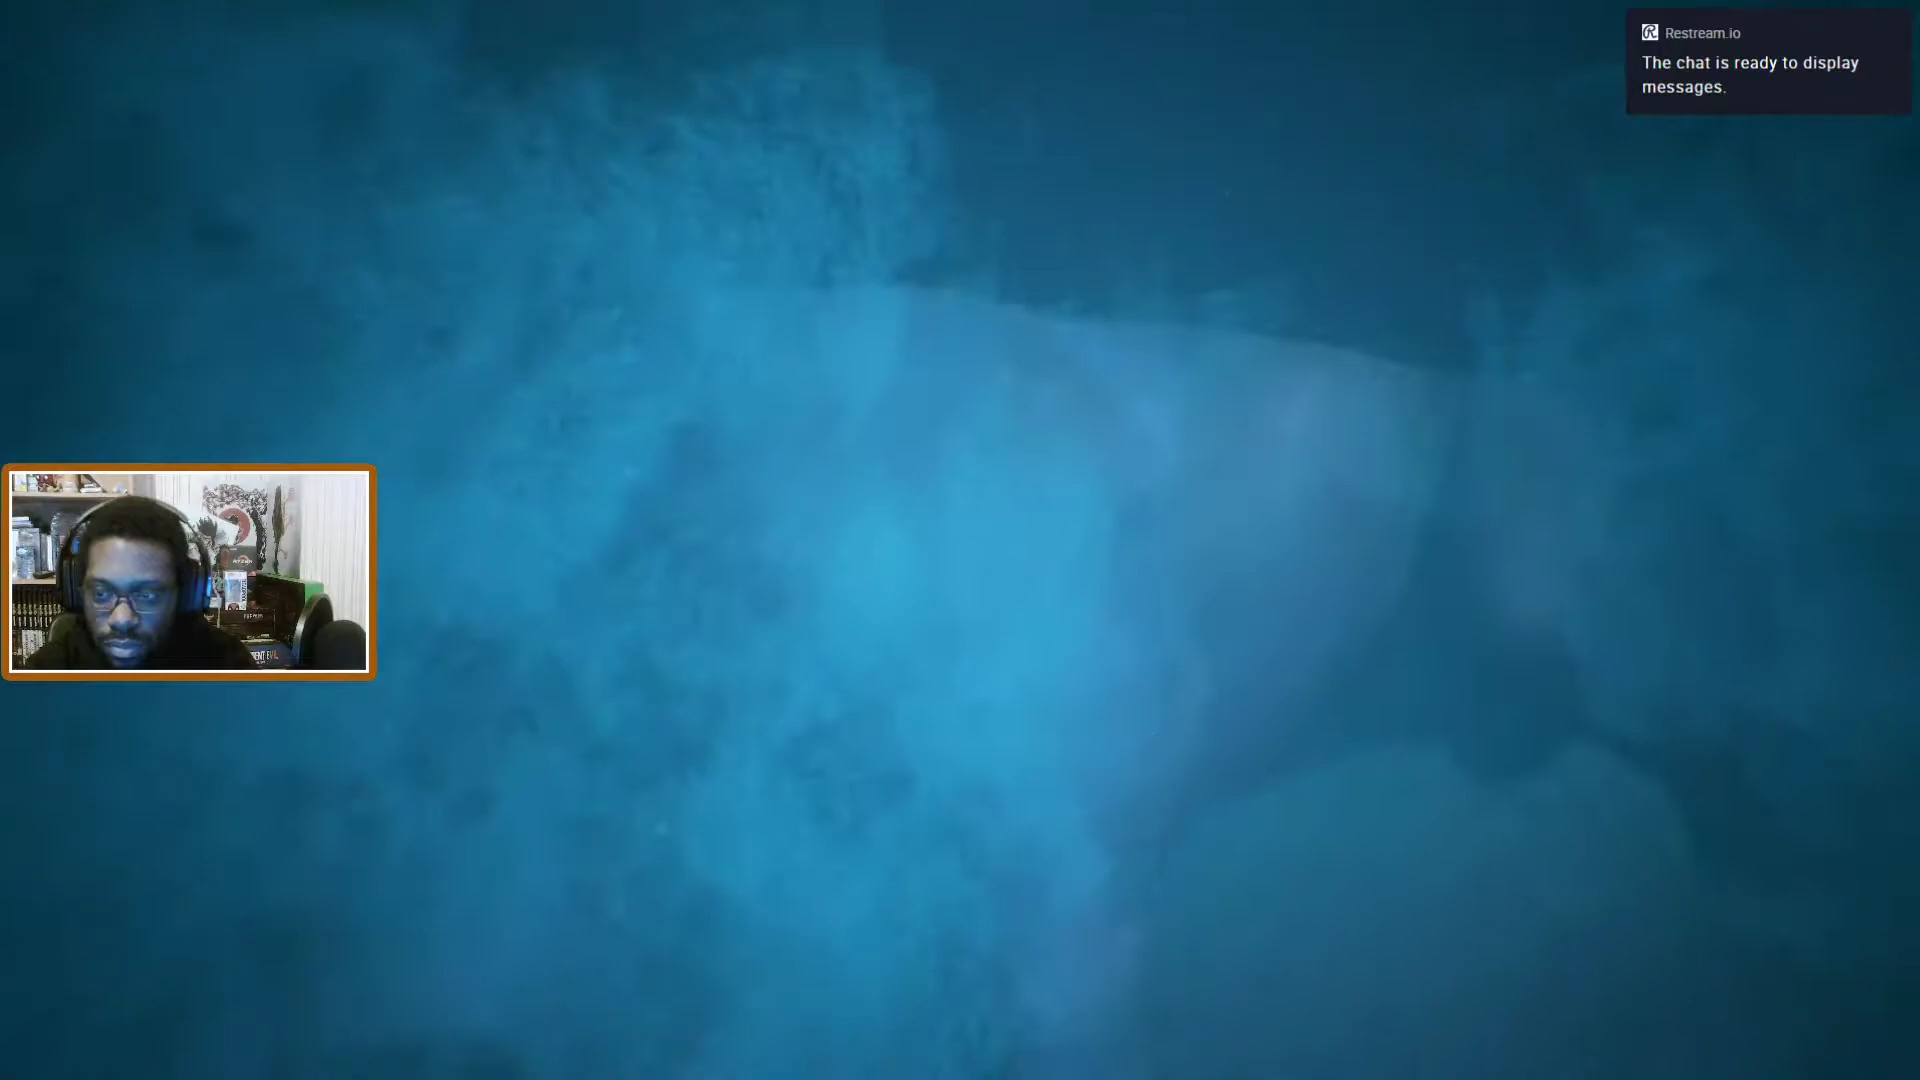 Restream.io
The chat is ready to display
messages.